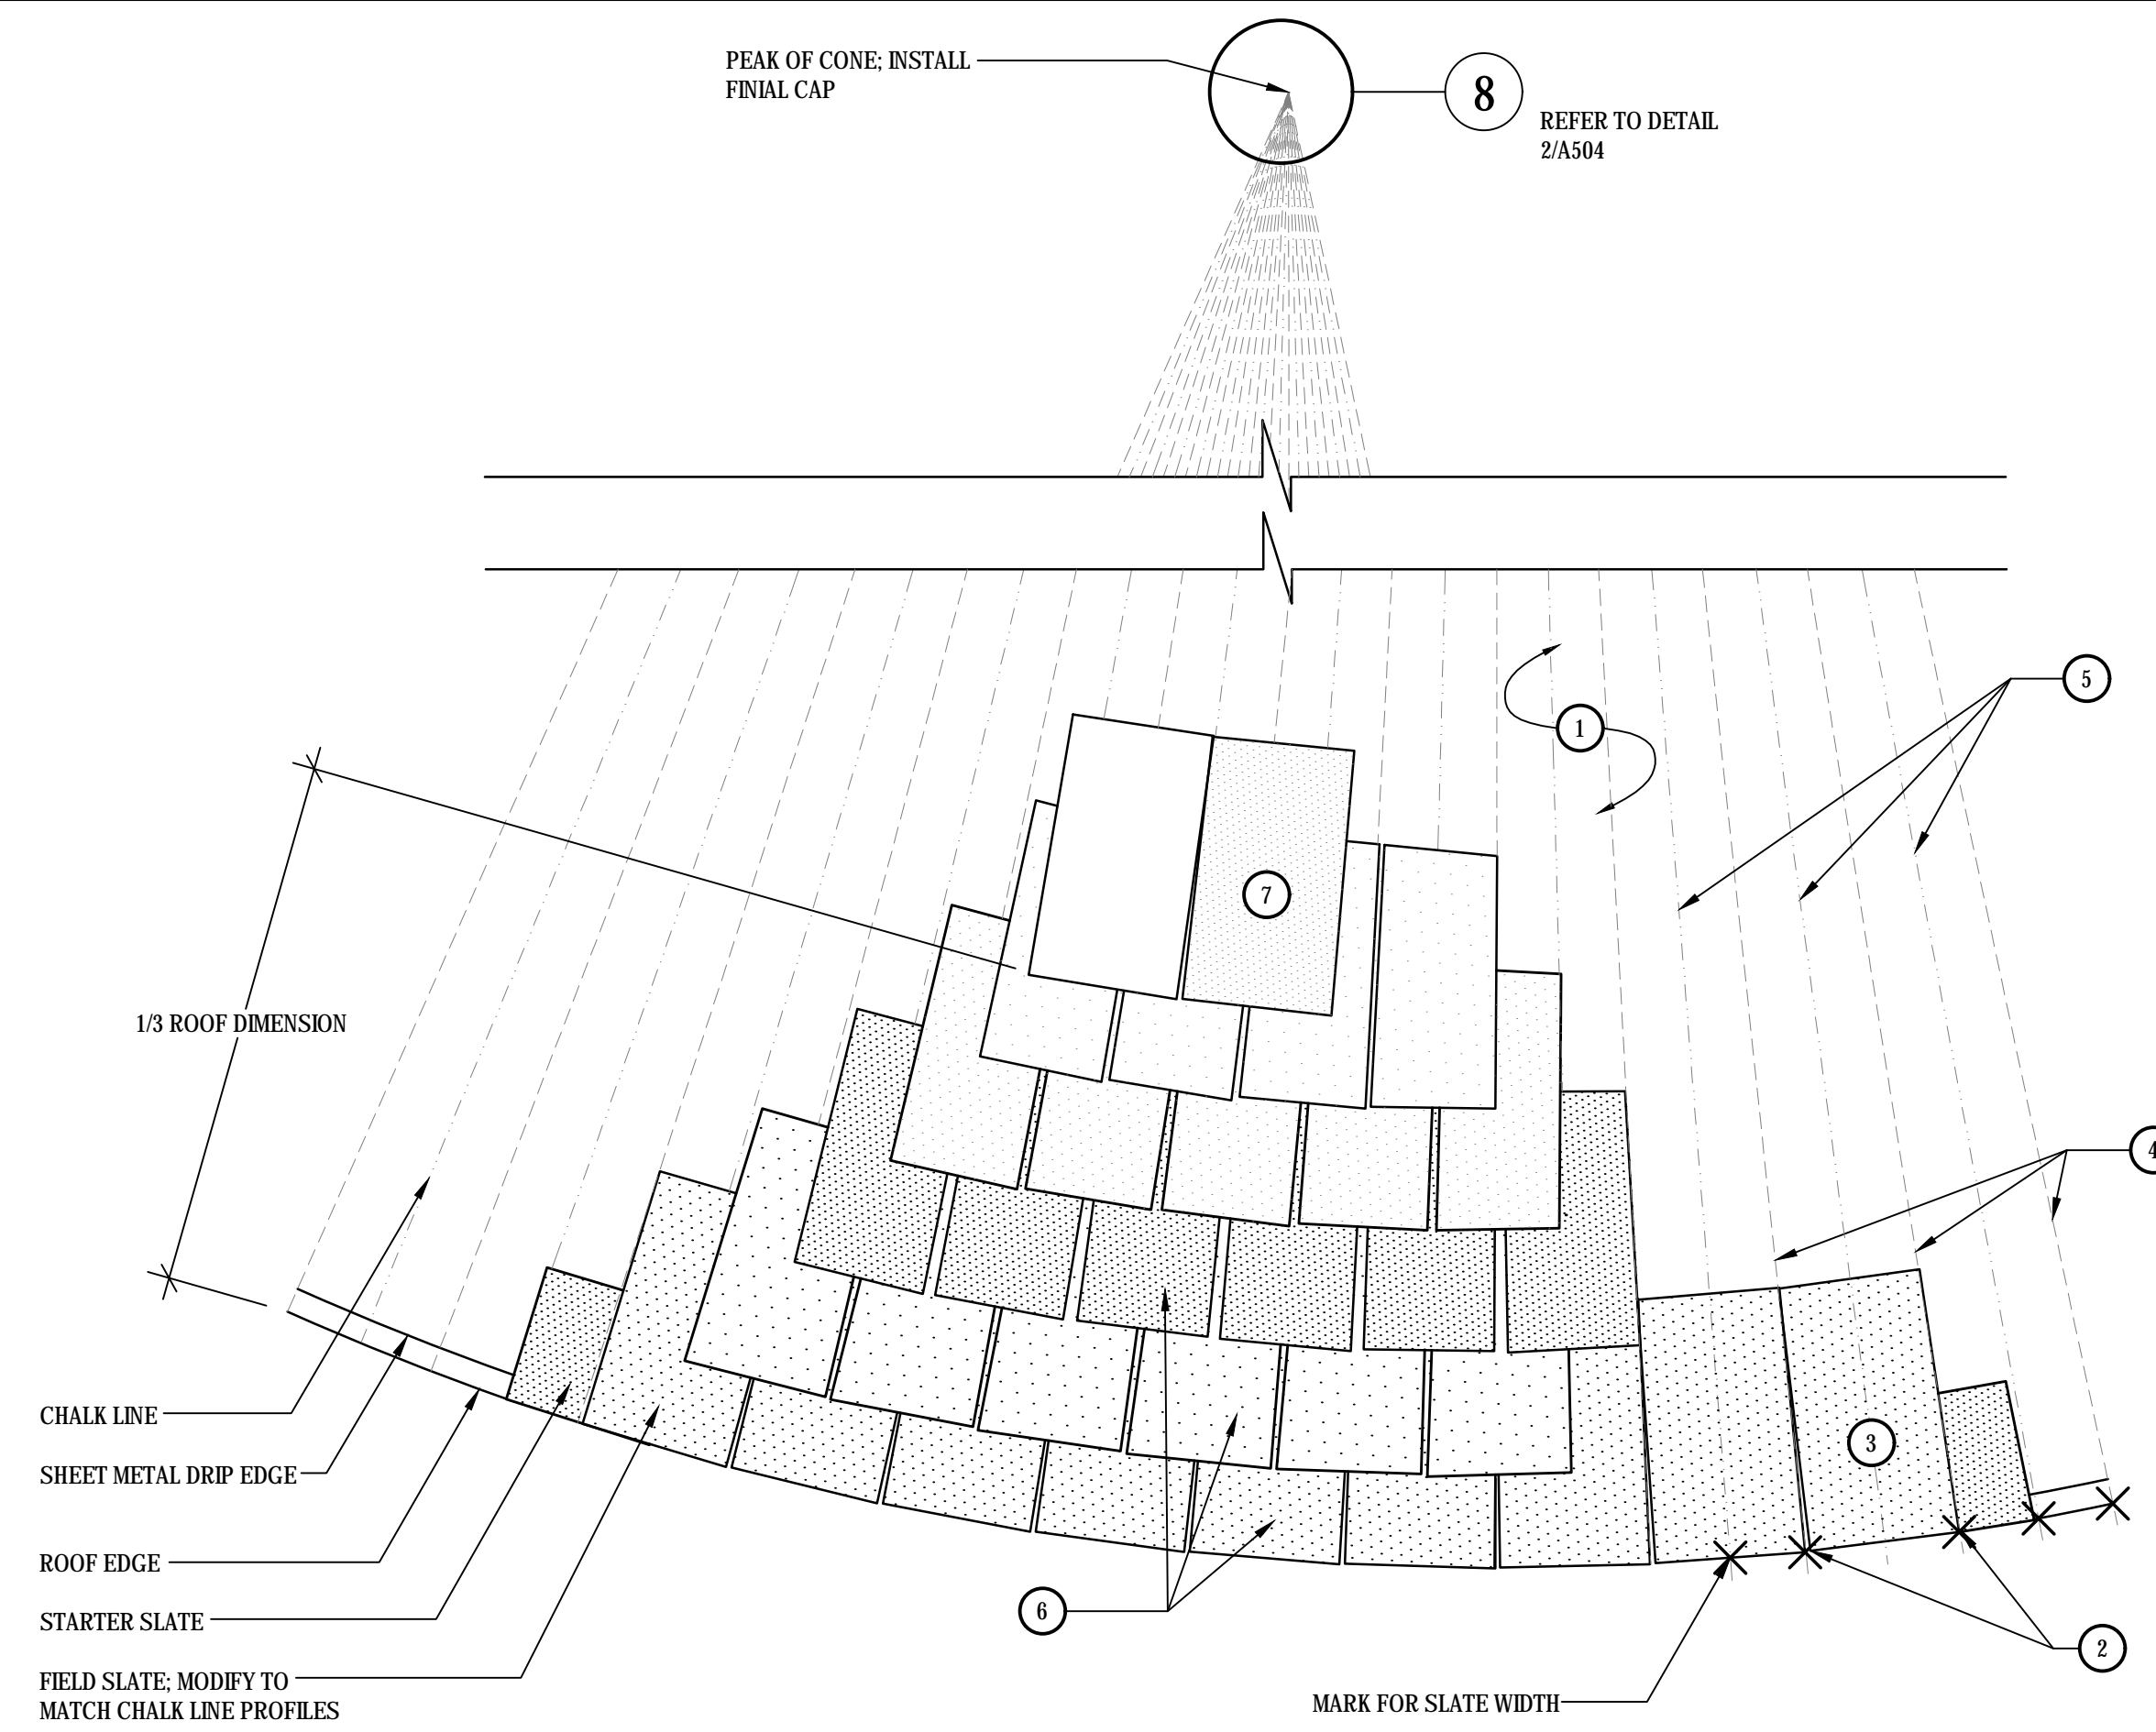 PEAK OF CONE; INSTALL
FINIAL CAP
8
REFER TO DETAIL
2/A504
5
1
7
1/3 ROOF DIMENSION
4
CHALK LINE
3
SHEET METAL DRIP EDGE
ROOF EDGE
6
STARTER SLATE
2
FIELD SLATE; MODIFY TO
MATCH CHALK LINE PROFILES
MARK FOR SLATE WIDTH